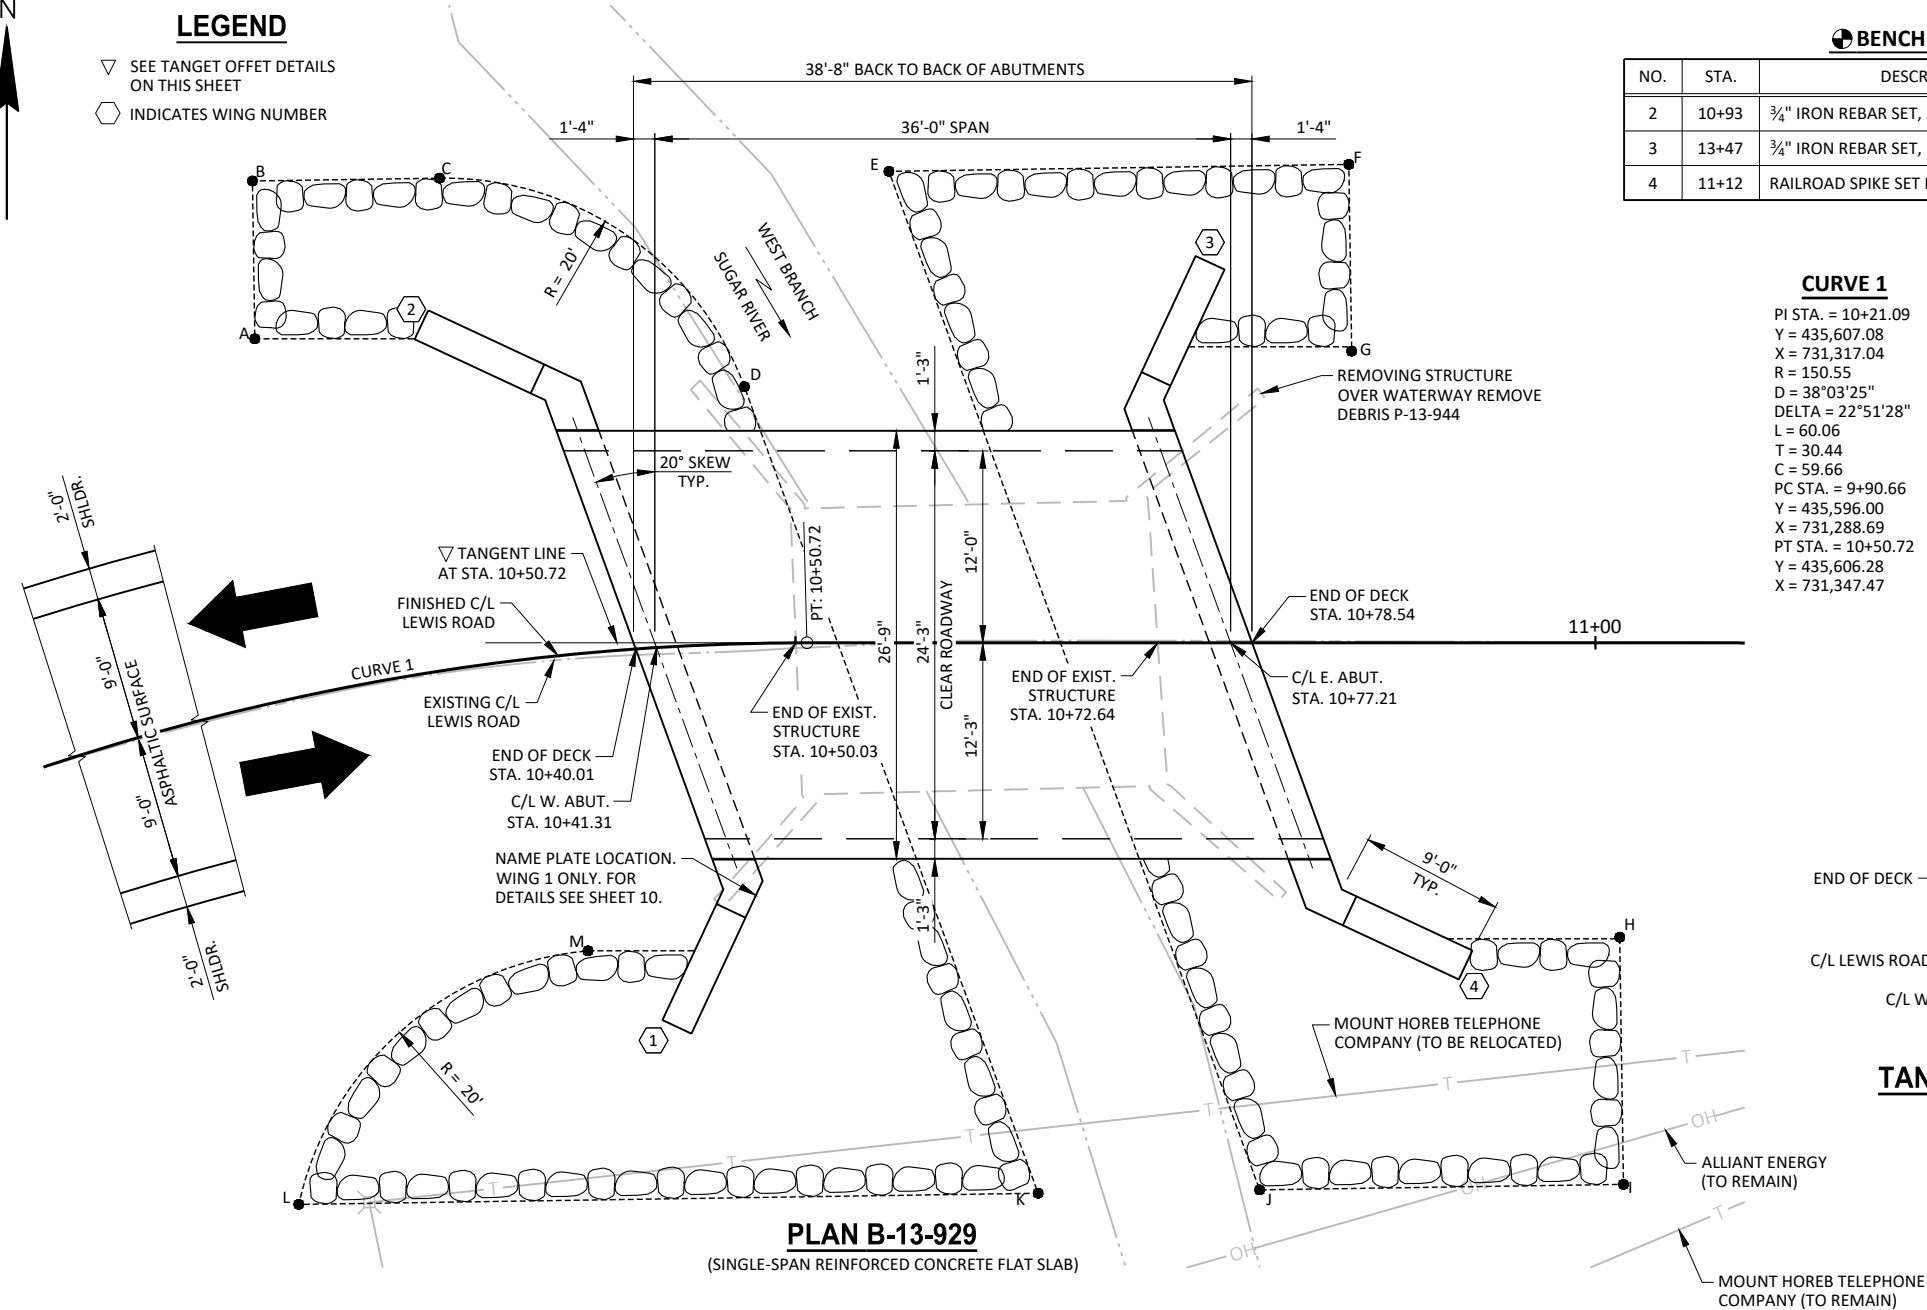 N
LEGEND
SEE TANGET OFFET DETAILS
ON THIS SHEET
INDICATES WING NUMBER
38'-8" BACK TO BACK OF ABUTMENTS
1'-4"
36'-0" SPAN
1'-4"
BENCH
NO.
STA.
DESCR
2
10+93
¾" IRON REBAR SET,
3
13+47
¾" IRON REBAR SET,
4
11+12
RAILROAD SPIKE SET
CURVE 1
PI STA. = 10+21.09
Y = 435,607.08
X = 731,317.04
R = 150.55
D = 38°03'25"
DELTA = 22°51'28"
L = 60.06
T = 30.44
C = 59.66
PC STA. = 9+90.66
Y = 435,596.00
X = 731,288.69
PT STA. = 10+50.72
Y = 435,606.28
X = 731,347.47
B
C
E
F
A
D
G
2
3
R = 20'
WEST BRANCH
SUGAR RIVER
1'-3"
REMOVING STRUCTURE
OVER WATERWAY REMOVE
DEBRIS P-13-944
20° SKEW
TYP.
2'-0"
SHLDR.
9'-0"
ASPHALTIC SURFACE
9'-0"
2'-0"
SHLDR.
TANGENT LINE
AT STA. 10+50.72
FINISHED C/L
LEWIS ROAD
CURVE 1
EXISTING C/L
LEWIS ROAD
END OF DECK
STA. 10+40.01
C/L W. ABUT.
STA. 10+41.31
PT: 10+50.72
END OF EXIST.
STRUCTURE
STA. 10+50.03
26'-9"
24'-3"
CLEAR ROADWAY
12'-0"
12'-3"
END OF EXIST.
STRUCTURE
STA. 10+72.64
END OF DECK
STA. 10+78.54
11+00
C/L E. ABUT.
STA. 10+77.21
NAME PLATE LOCATION.
WING 1 ONLY. FOR
DETAILS SEE SHEET 10.
1'-3"
9'-0"
TYP.
END OF DECK
C/L LEWIS ROAD
C/L W
TAN
M
H
1
4
R = 20'
MOUNT HOREB TELEPHONE
COMPANY (TO BE RELOCATED)
T
T
T
T
T
T
T
OH
OH
OH
L
K
J
I
ALLIANT ENERGY
(TO REMAIN)
PLAN B-13-929
(SINGLE-SPAN REINFORCED CONCRETE FLAT SLAB)
MOUNT HOREB TELEPHONE
COMPANY (TO REMAIN)